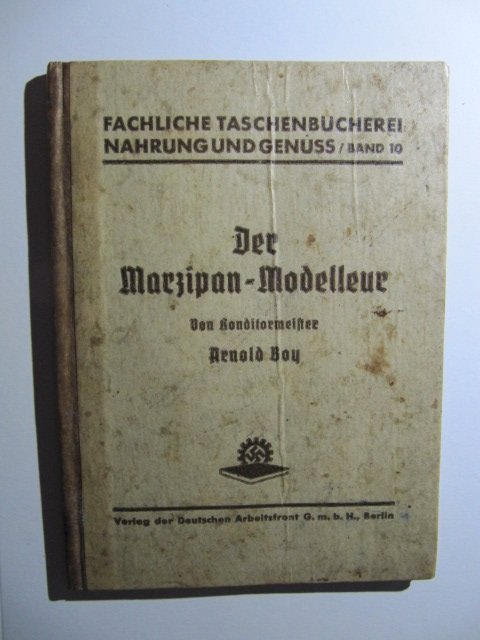 FACHLICHE TASCHENBÜCHEREI
NAHRUNG UND GENUSS / BAND 10
Der
Marzipan-Modelleur
Von Konditormeister
Arnold Boy
Verlag der Deutschen Arbeitsfront G. m. b. H., Berlin